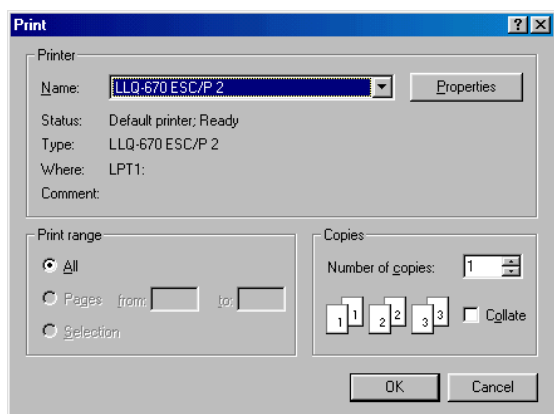 Print
Printer
Name: LLQ-670 ESC/P 2 Properties
Status: Default printer; Ready
Type: LLQ-670 ESC/P 2
Where: LPT1:
Comment:
Print range
All
Pages from: to:
Selection
Copies
Number of copies: 1
1 1 2 2 3 3 Collate
OK Cancel